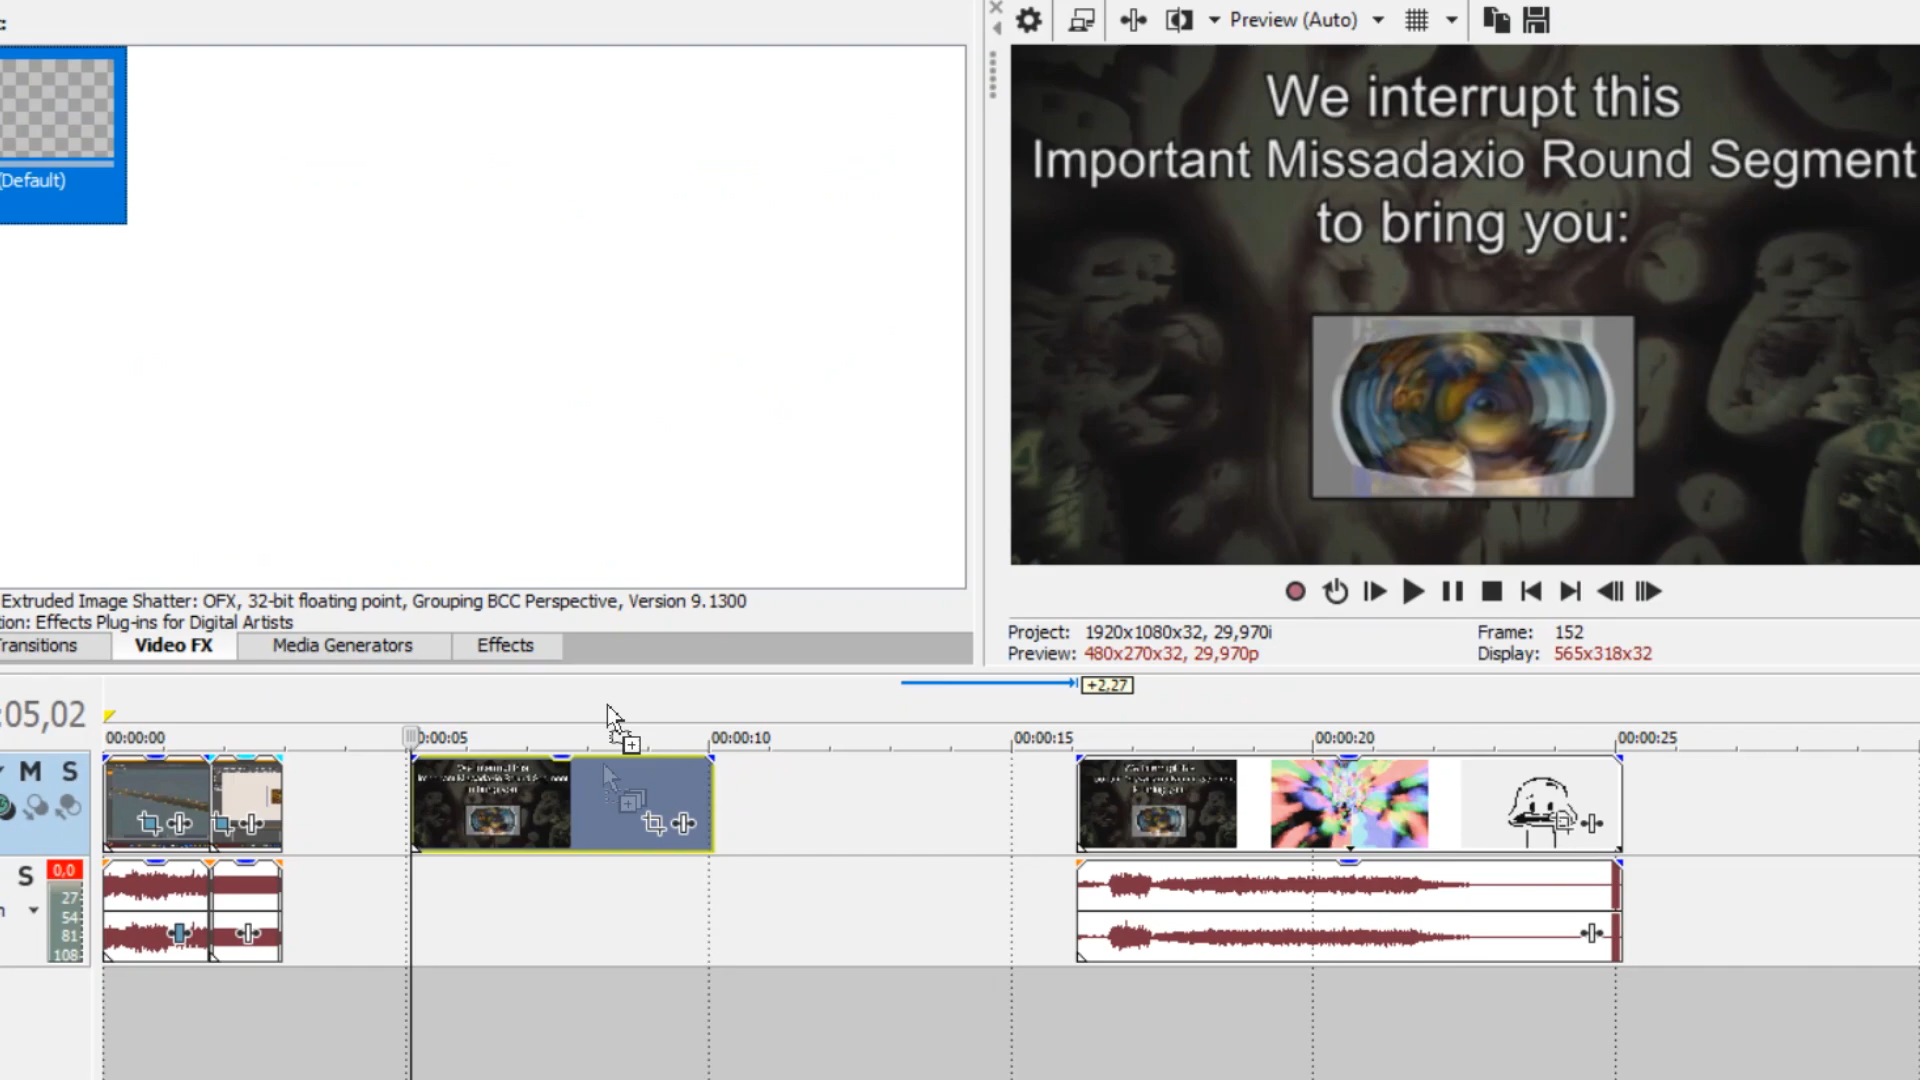 :
Preview (Auto)
We interrupt this
Important Missadaxio Round Segment
to bring you:
(Default)
Extruded Image Shatter: OFX, 32-bit floating point, Grouping BCC Perspective, Version 9.1300
ion: Effects Plug-ins for Digital Artists
ransitions
Video FX
Media Generators
Effects
Project: 1920x1080x32, 29,970i
Frame: 152
Preview: 480x270x32, 29,970p
Display: 565x318x32
+2,27
:05,02
00:00:00
0:00:05
00:00:10
00:00:15
00:00:20
00:00:25
M S
S
0,0
27
54
81
108